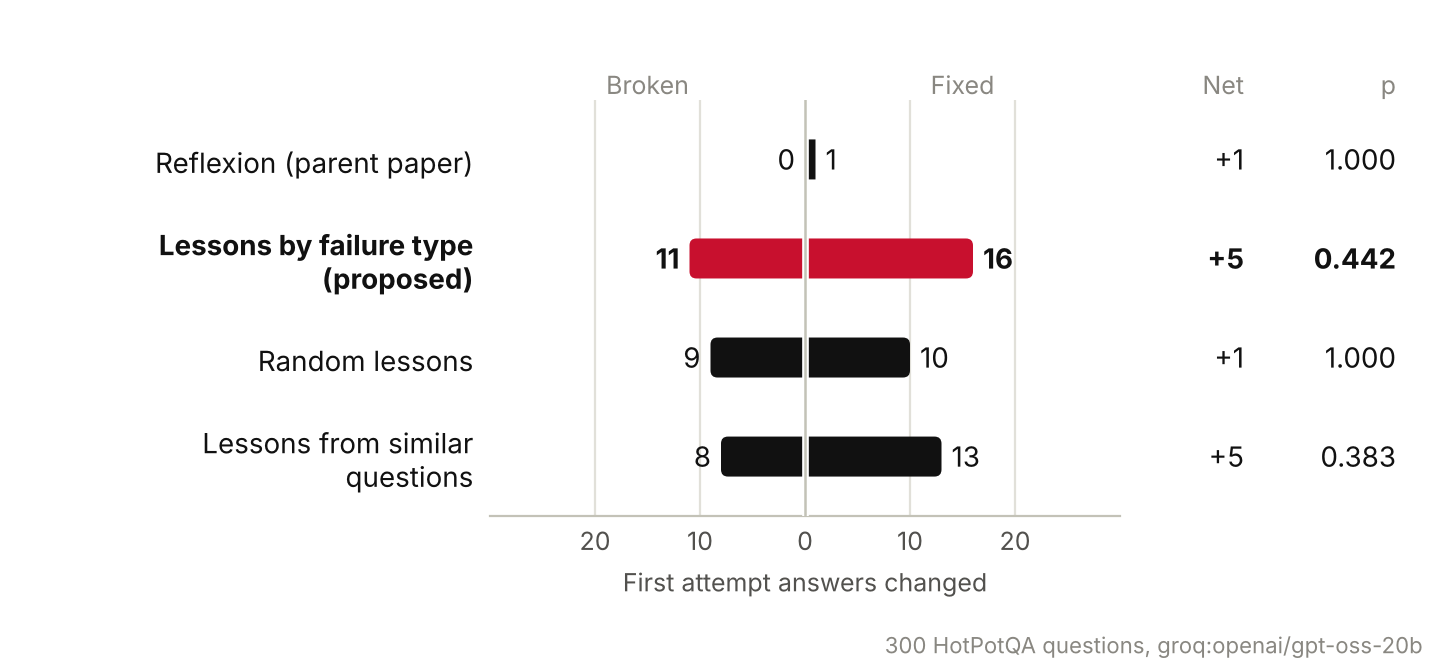 Broken Fixed Net p
Reflexion (parent paper) 0 1 +1 1.000
Lessons by failure type
(proposed) 11 16 +5 0.442
Random lessons 9 10 +1 1.000
Lessons from similar
questions 8 13 +5 0.383
20 10 0 10 20
First attempt answers changed
300 HotPotQA questions, groq:openai/gpt-oss-20b